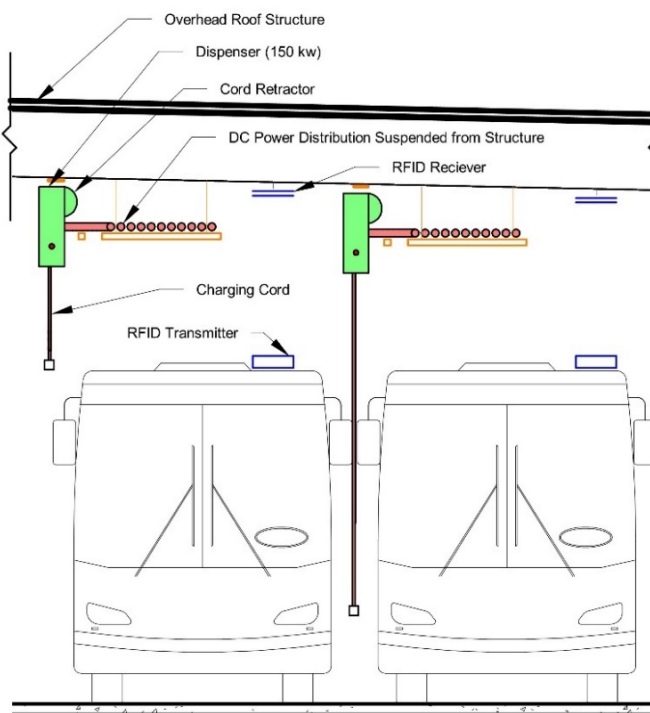 Overhead Roof Structure
Dispenser (150 kw)
Cord Retractor
DC Power Distribution Suspended from Structure
RFID Reciever
Charging Cord
RFID Transmitter